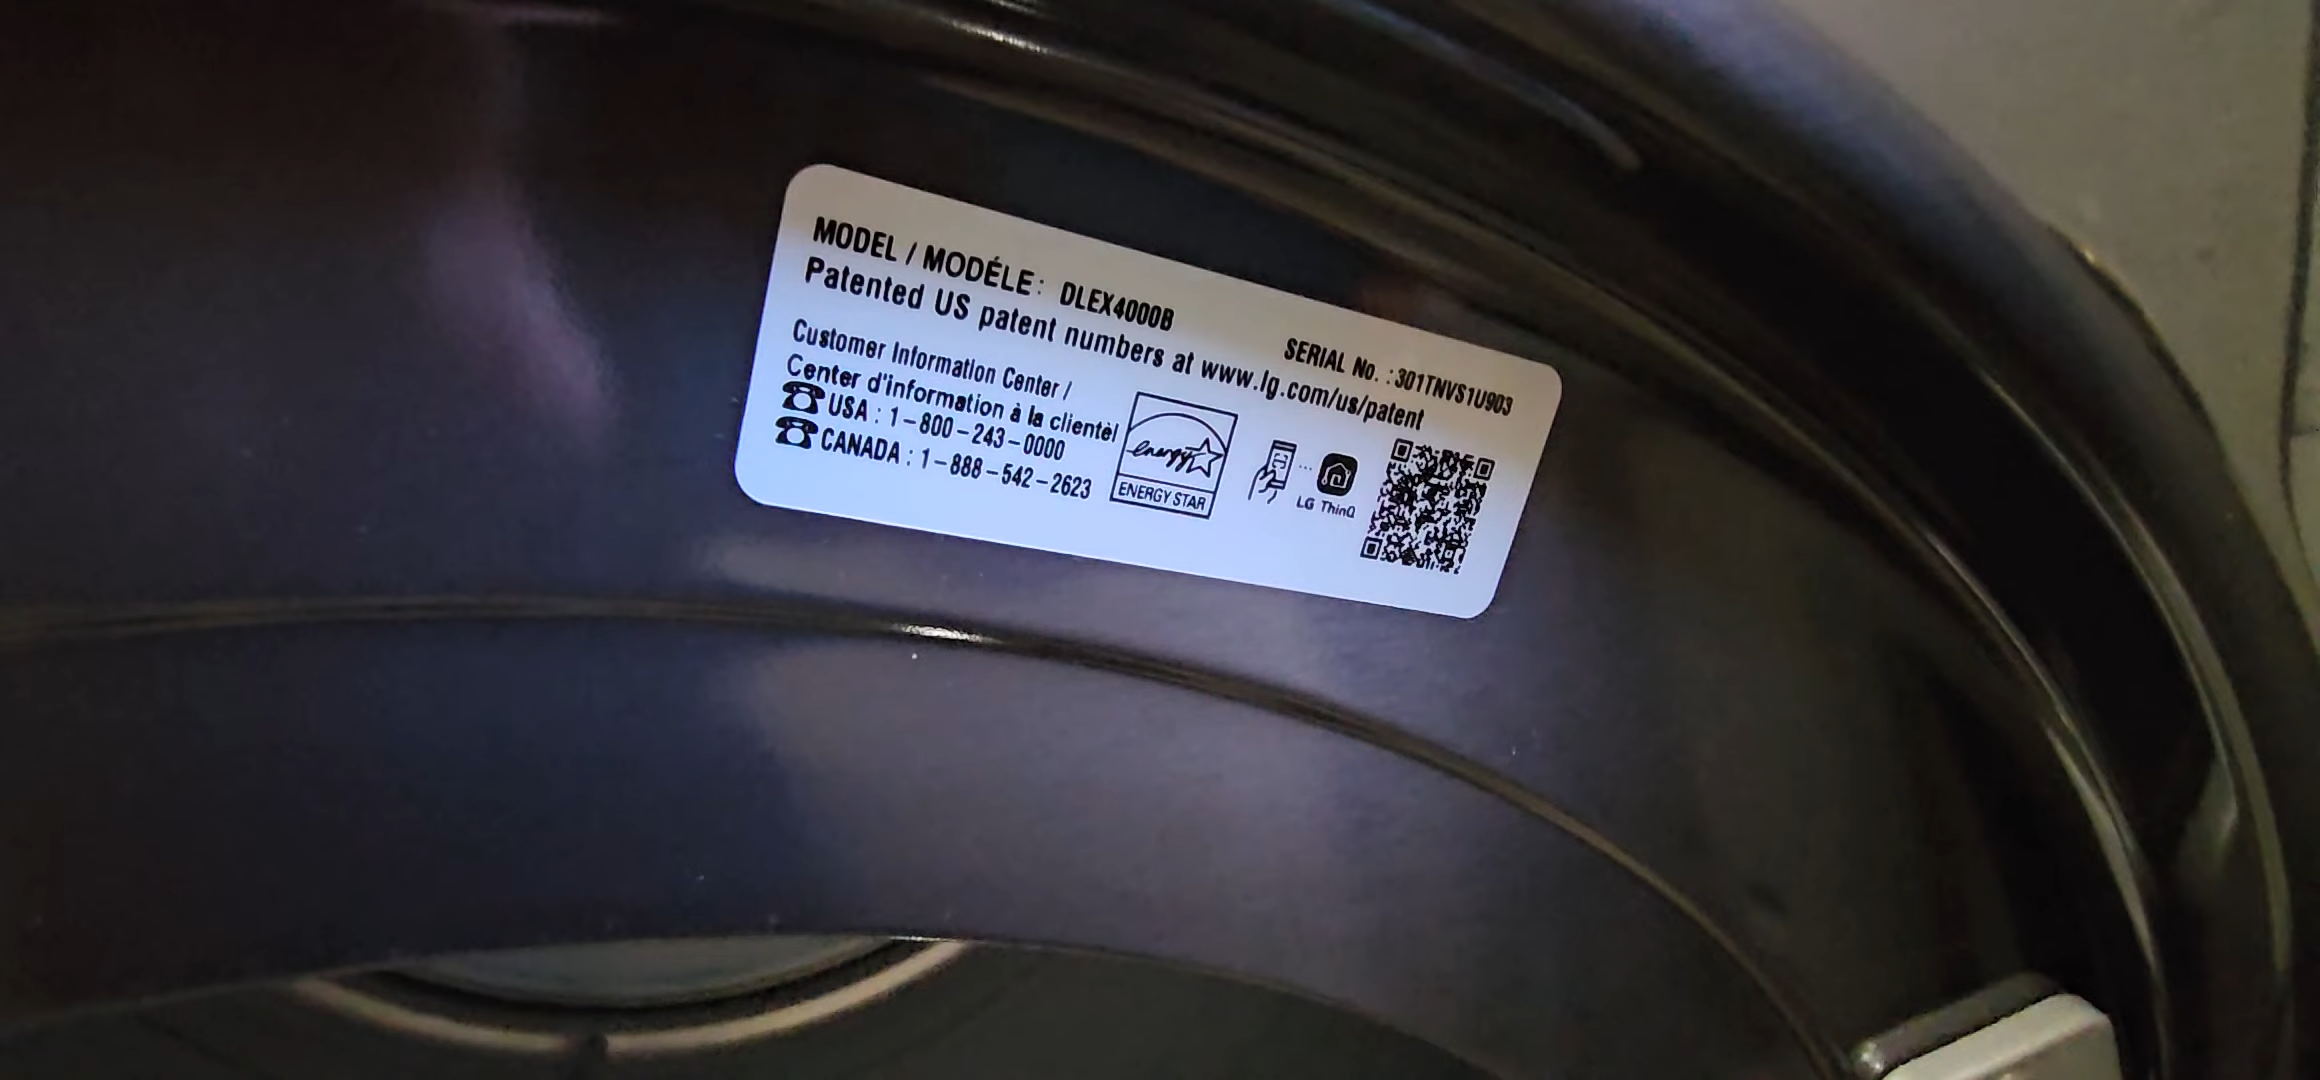 MODEL / MODÉLE : DLEX4000B
SERIAL No. : 301TNVS1U903
Patented US patent numbers at www.lg.com/us/patent
Customer Information Center /
Center d'information à la clientèl
☎ USA : 1-800-243-0000
☎ CANADA : 1-888-542-2623
energy
ENERGY STAR
LG ThinQ